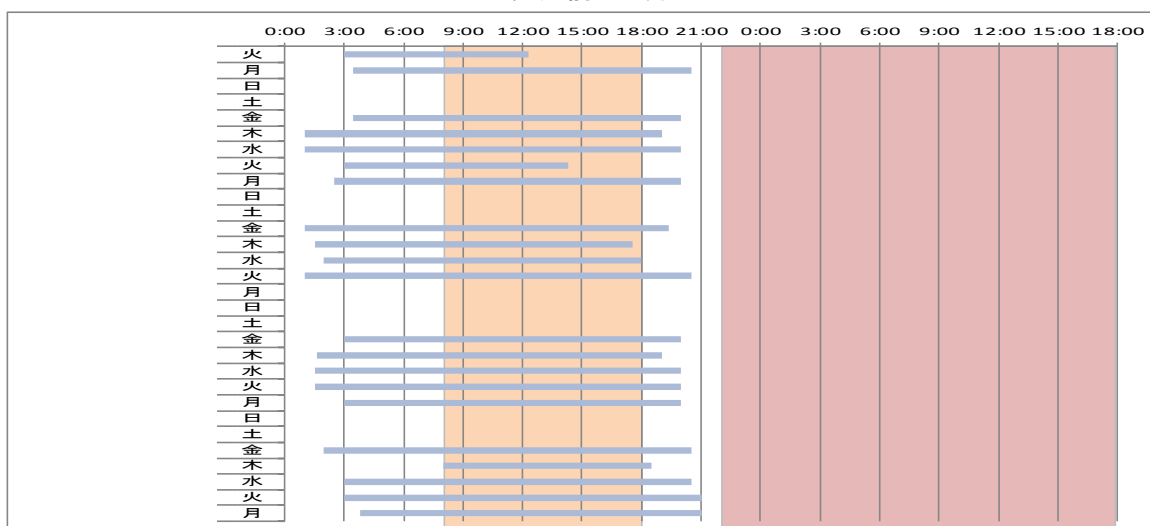 0:00 3:00 6:00 9:00 12:00 15:00 18:00 21:00 0:00 3:00 6:00 9:00 12:00 15:00 18:00
火
月
日
土
金
木
水
火
月
日
土
金
木
水
火
月
日
土
金
木
水
火
月
日
土
金
木
水
火
月